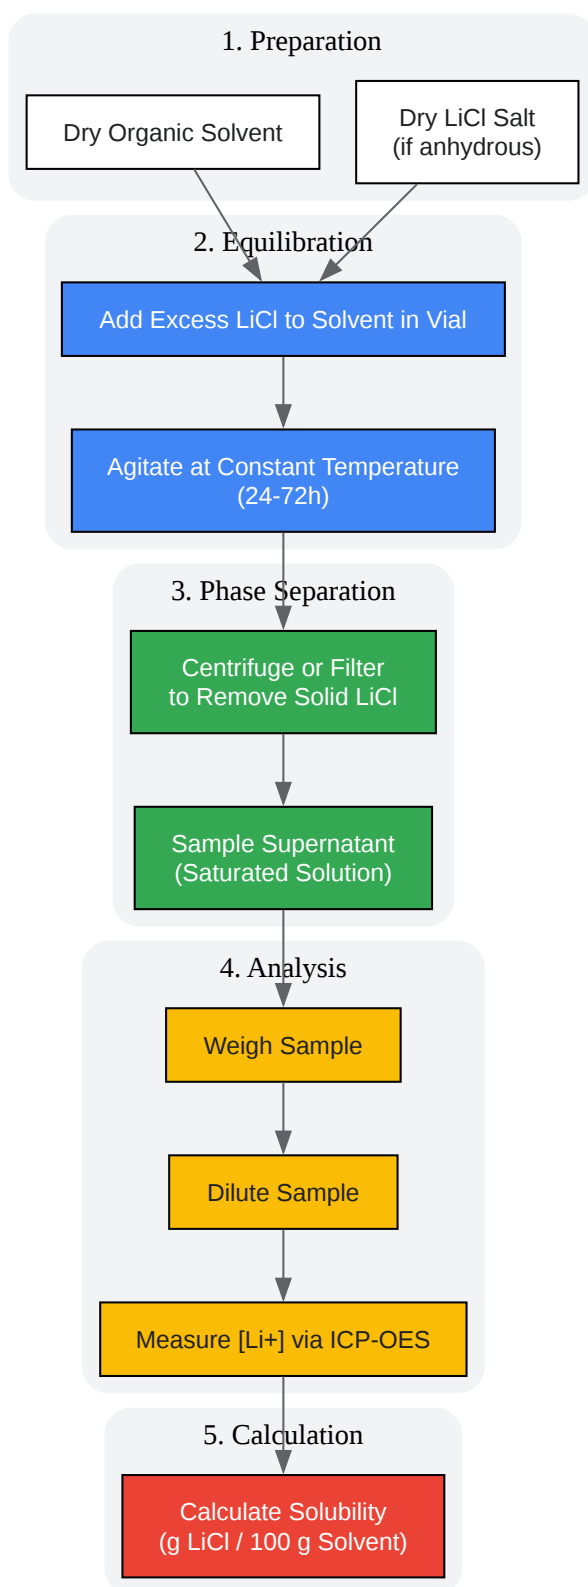 1. Preparation
Dry Organic Solvent
Dry LiCl Salt
(if anhydrous)
2. Equilibration
Add Excess LiCl to Solvent in Vial
Agitate at Constant Temperature
(24-72h)
3. Phase Separation
Centrifuge or Filter
to Remove Solid LiCl
Sample Supernatant
(Saturated Solution)
4. Analysis
Weigh Sample
Dilute Sample
Measure [Li+] via ICP-OES
5. Calculation
Calculate Solubility
(g LiCl / 100 g Solvent)